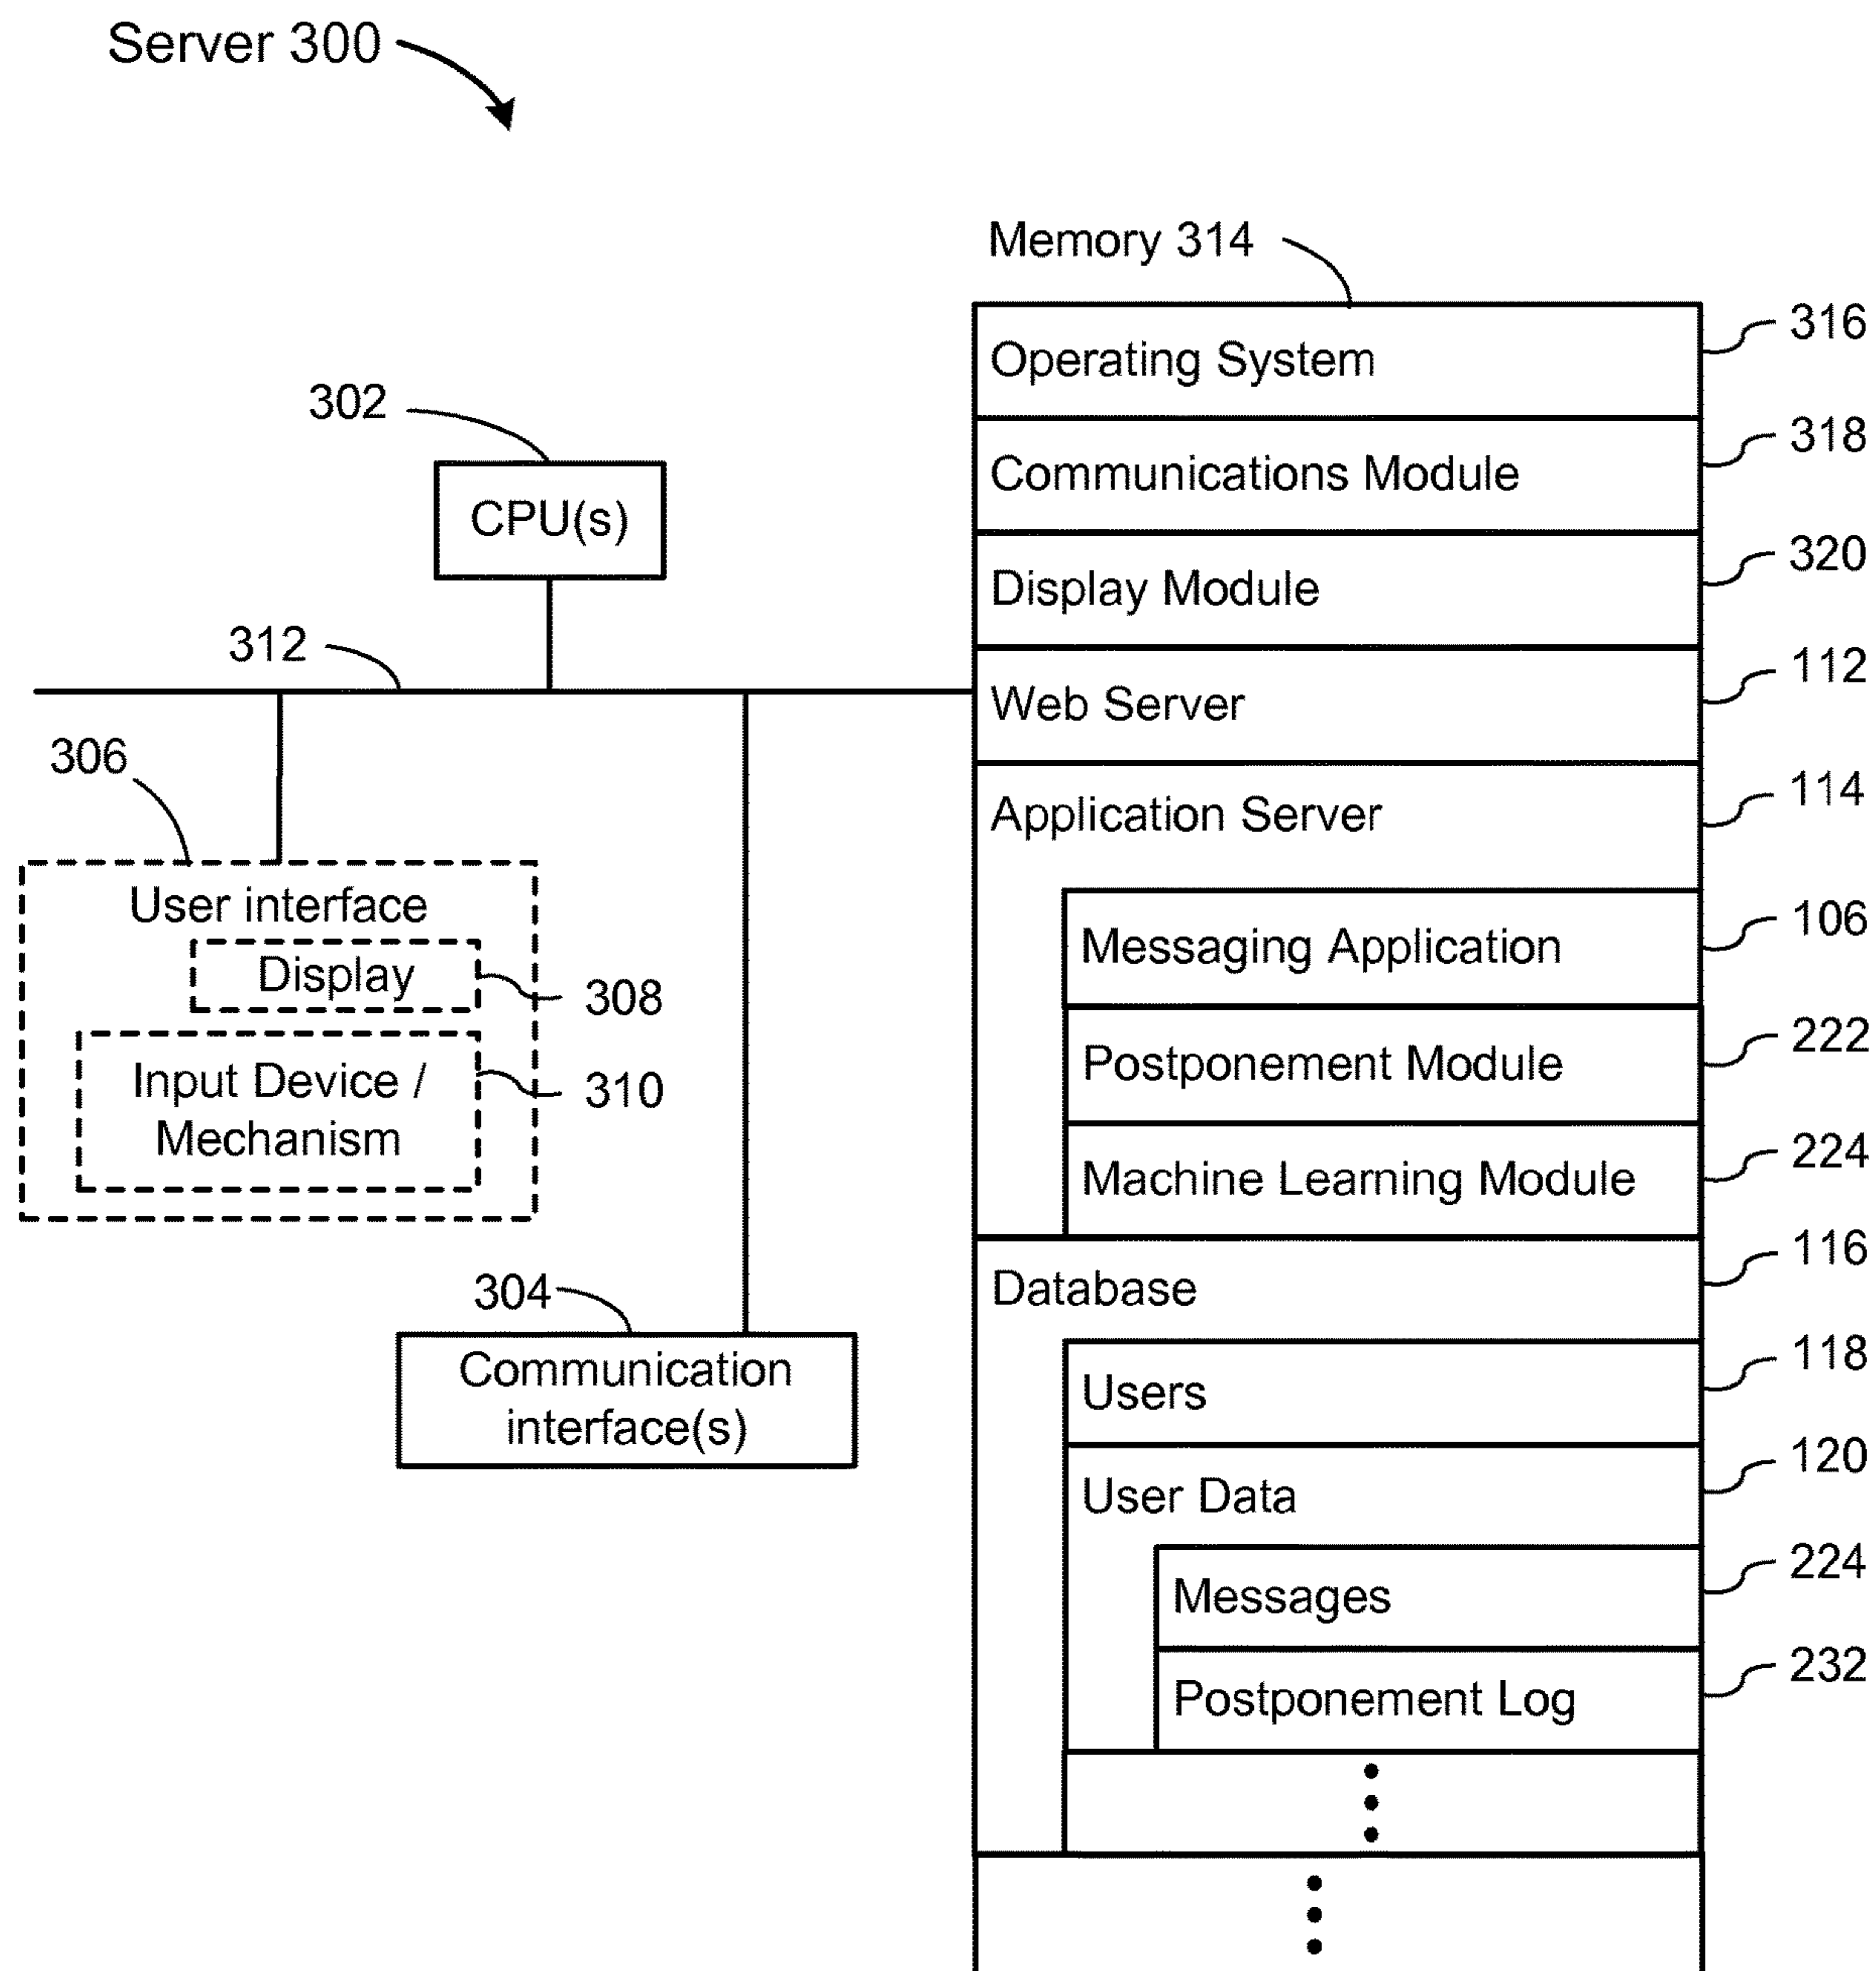 Server 300
Memory 314
Operating System
316
Communications Module
318
Display Module
320
Web Server
112
Application Server
114
Messaging Application
106
Postponement Module
222
Machine Learning Module
224
Database
116
Users
118
User Data
120
Messages
224
Postponement Log
232
302
CPU(s)
312
306
User interface
Display
308
Input Device /
Mechanism
310
304
Communication
interface(s)